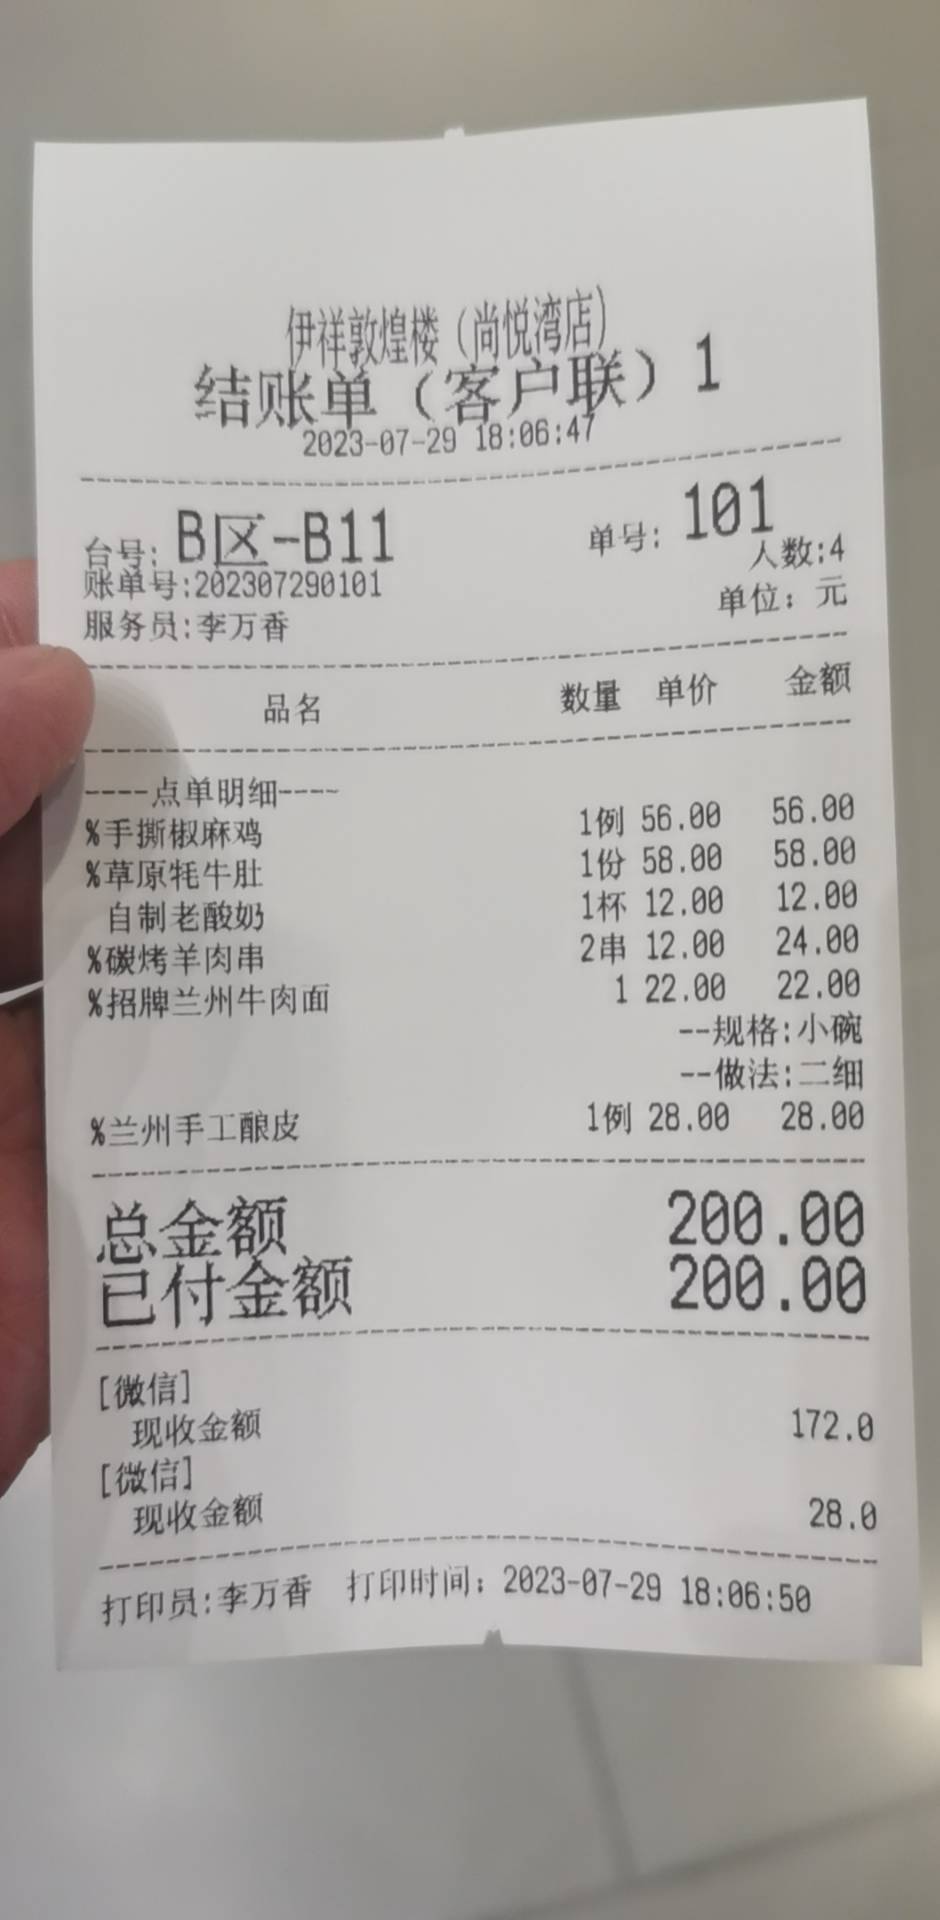 伊祥敦煌楼（尚悦湾店）
结账单（客户联）1
2023-07-29 18:06:47
台号: B区-B11 单号: 101
人数:4
账单号:202307290101
单位: 元
服务员:李万香
品名 数量 单价 金额
----点单明细----
%手撕椒麻鸡 1例 56.00 56.00
%草原牦牛肚 1份 58.00 58.00
自制老酸奶 1杯 12.00 12.00
%碳烤羊肉串 2串 12.00 24.00
%招牌兰州牛肉面 1 22.00 22.00
--规格:小碗
--做法:二细
%兰州手工酿皮 1例 28.00 28.00
总金额 200.00
已付金额 200.00
[微信]
现收金额 172.0
[微信]
现收金额 28.0
打印员:李万香 打印时间: 2023-07-29 18:06:50